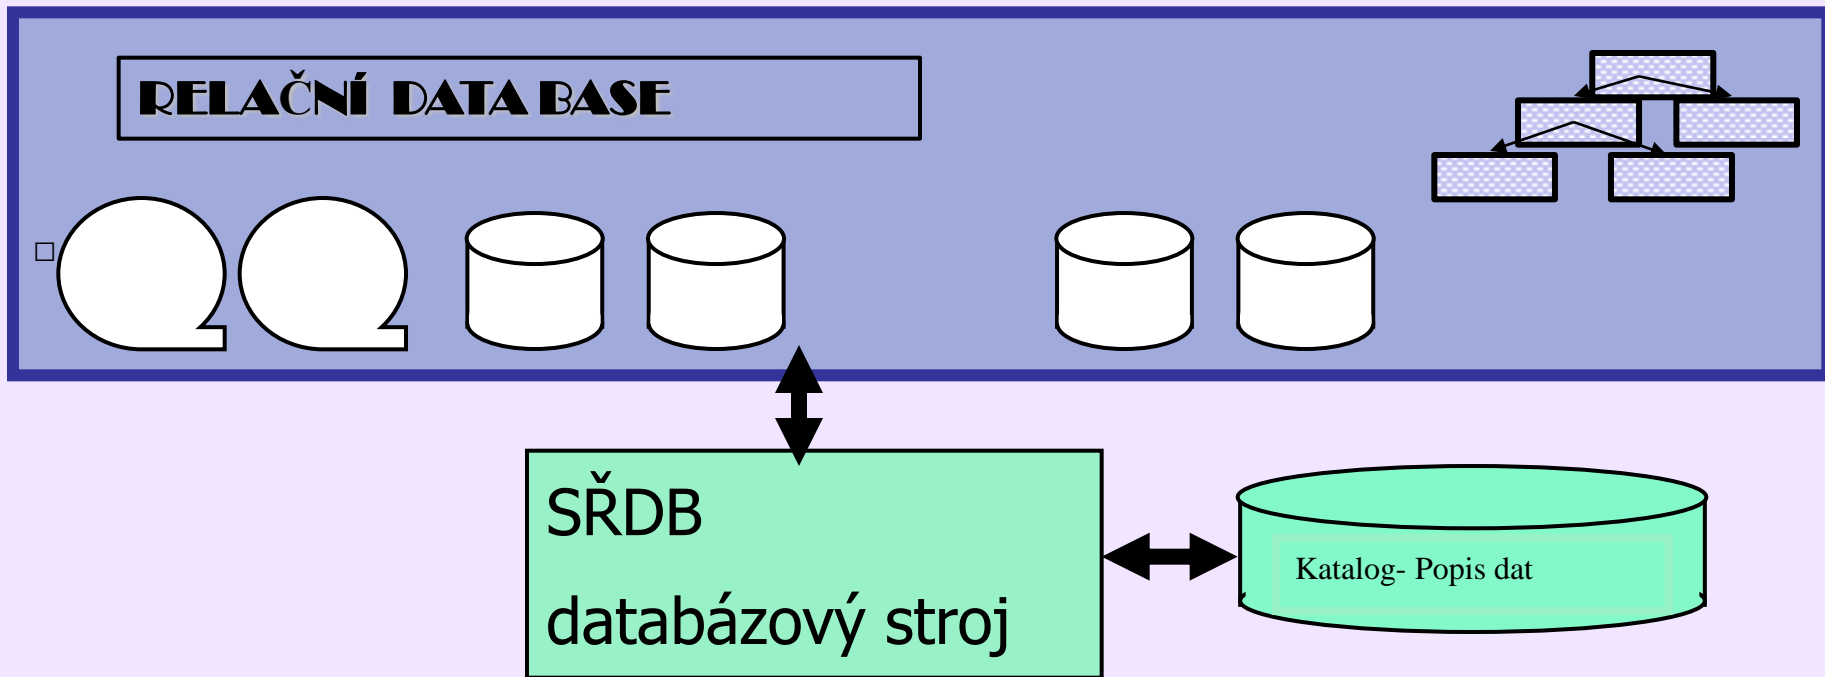 RELAČNÍ DATA BASE
SŘDB
databázový stroj
Katalog- Popis dat